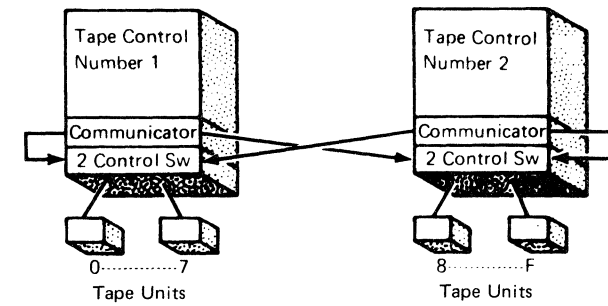 Tape Control
Number 1
Communicator
2 Control Sw
0............7
Tape Units
Tape Control
Number 2
Communicator
2 Control Sw
8............F
Tape Units